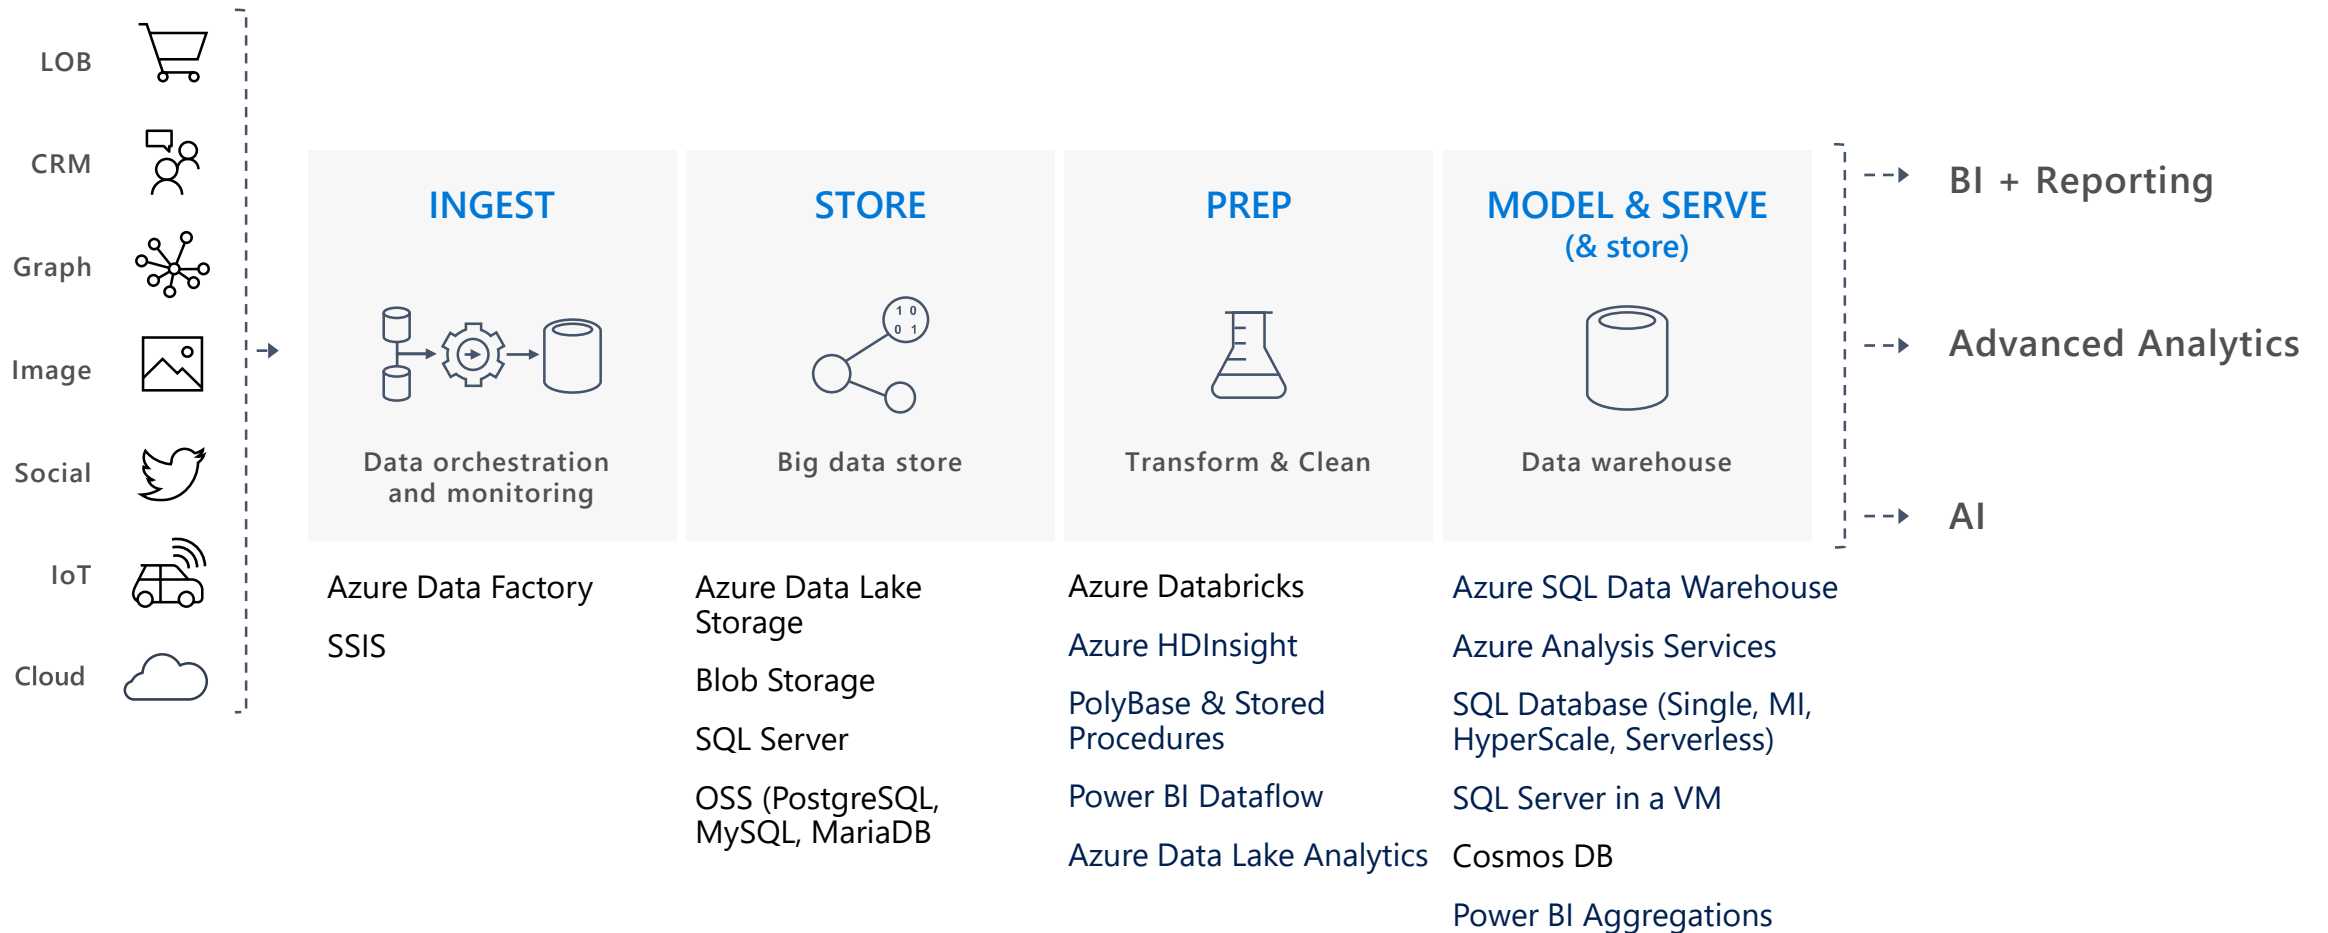 LOB
CRM
Graph
Image
Social
IoT
Cloud
INGEST
Data orchestration
and monitoring
Azure Data Factory
SSIS
STORE
1 0
0 1
Big data store
Azure Data Lake
Storage
Blob Storage
SQL Server
OSS (PostgreSQL,
MySQL, MariaDB
PREP
Transform & Clean
Azure Databricks
Azure HDInsight
PolyBase & Stored
Procedures
Power BI Dataflow
Azure Data Lake Analytics
MODEL & SERVE
(& store)
Data warehouse
Azure SQL Data Warehouse
Azure Analysis Services
SQL Database (Single, MI,
HyperScale, Serverless)
SQL Server in a VM
Cosmos DB
Power BI Aggregations
BI + Reporting
Advanced Analytics
AI